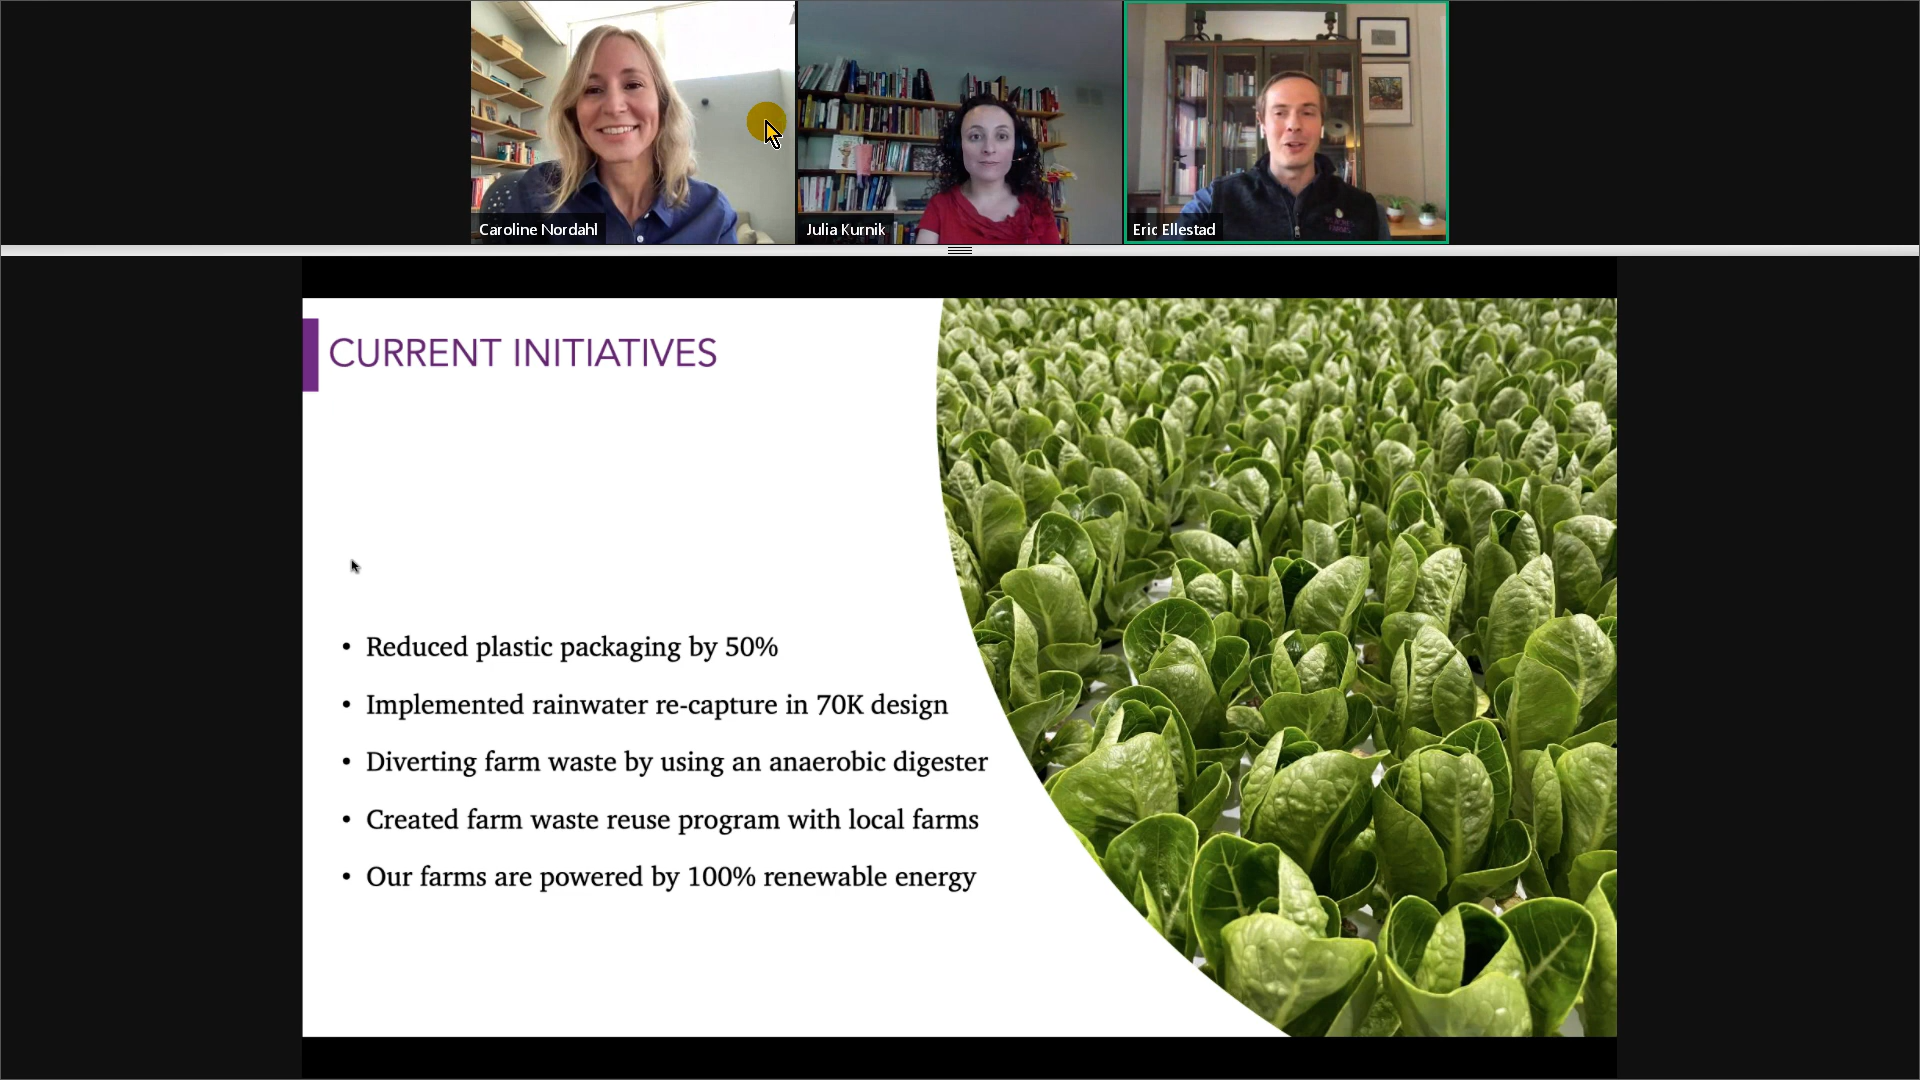 Caroline Nordahl
Julia Kurnik
Eric Ellestad
CURRENT INITIATIVES
• Reduced plastic packaging by 50%
• Implemented rainwater re-capture in 70K design
• Diverting farm waste by using an anaerobic digester
• Created farm waste reuse program with local farms
• Our farms are powered by 100% renewable energy